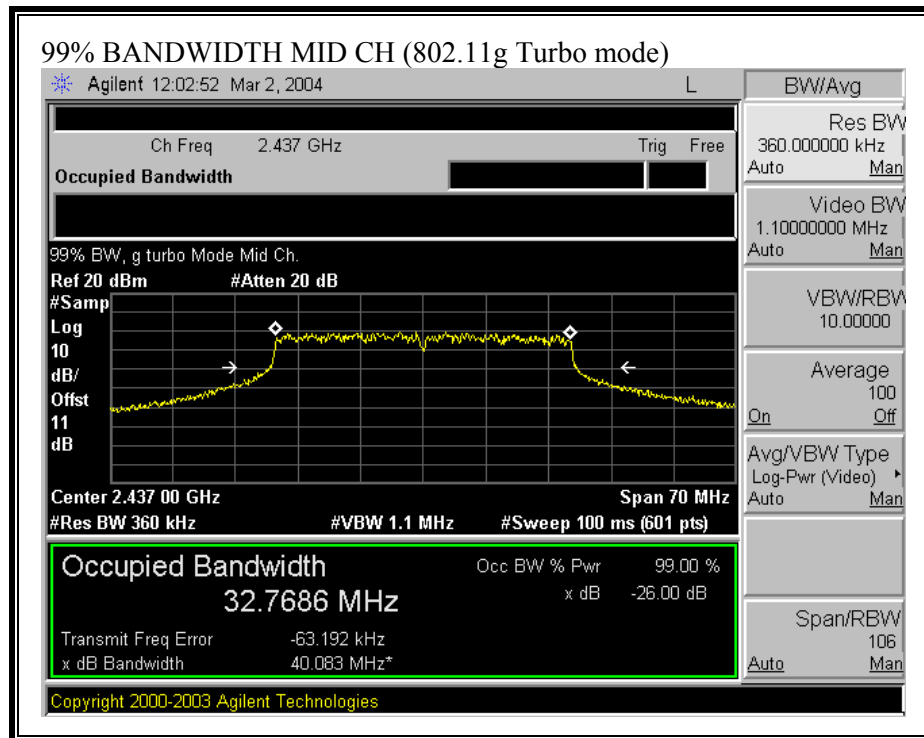 99% BANDWIDTH MID CH (802.11g Turbo mode)
Agilent 12:02:52 Mar 2, 2004 L
BW/Avg
Ch Freq 2.437 GHz Trig Free
Occupied Bandwidth
Res BW
360.000000 kHz
Auto Man
Video BW
1.10000000 MHz
Auto Man
99% BW, g turbo Mode Mid Ch.
Ref 20 dBm #Atten 20 dB
#Samp
Log
10
dB/
Offst
11
dB
VBW/RBW
10.00000
Average
100
On Off
Avg/VBW Type
Log-Pwr (Video)
Auto Man
Center 2.437 00 GHz Span 70 MHz
#Res BW 360 kHz #VBW 1.1 MHz #Sweep 100 ms (601 pts)
Occupied Bandwidth
32.7686 MHz
Occ BW % Pwr 99.00 %
x dB -26.00 dB
Transmit Freq Error -63.192 kHz
x dB Bandwidth 40.083 MHz*
Span/RBW
106
Auto Man
Copyright 2000-2003 Agilent Technologies